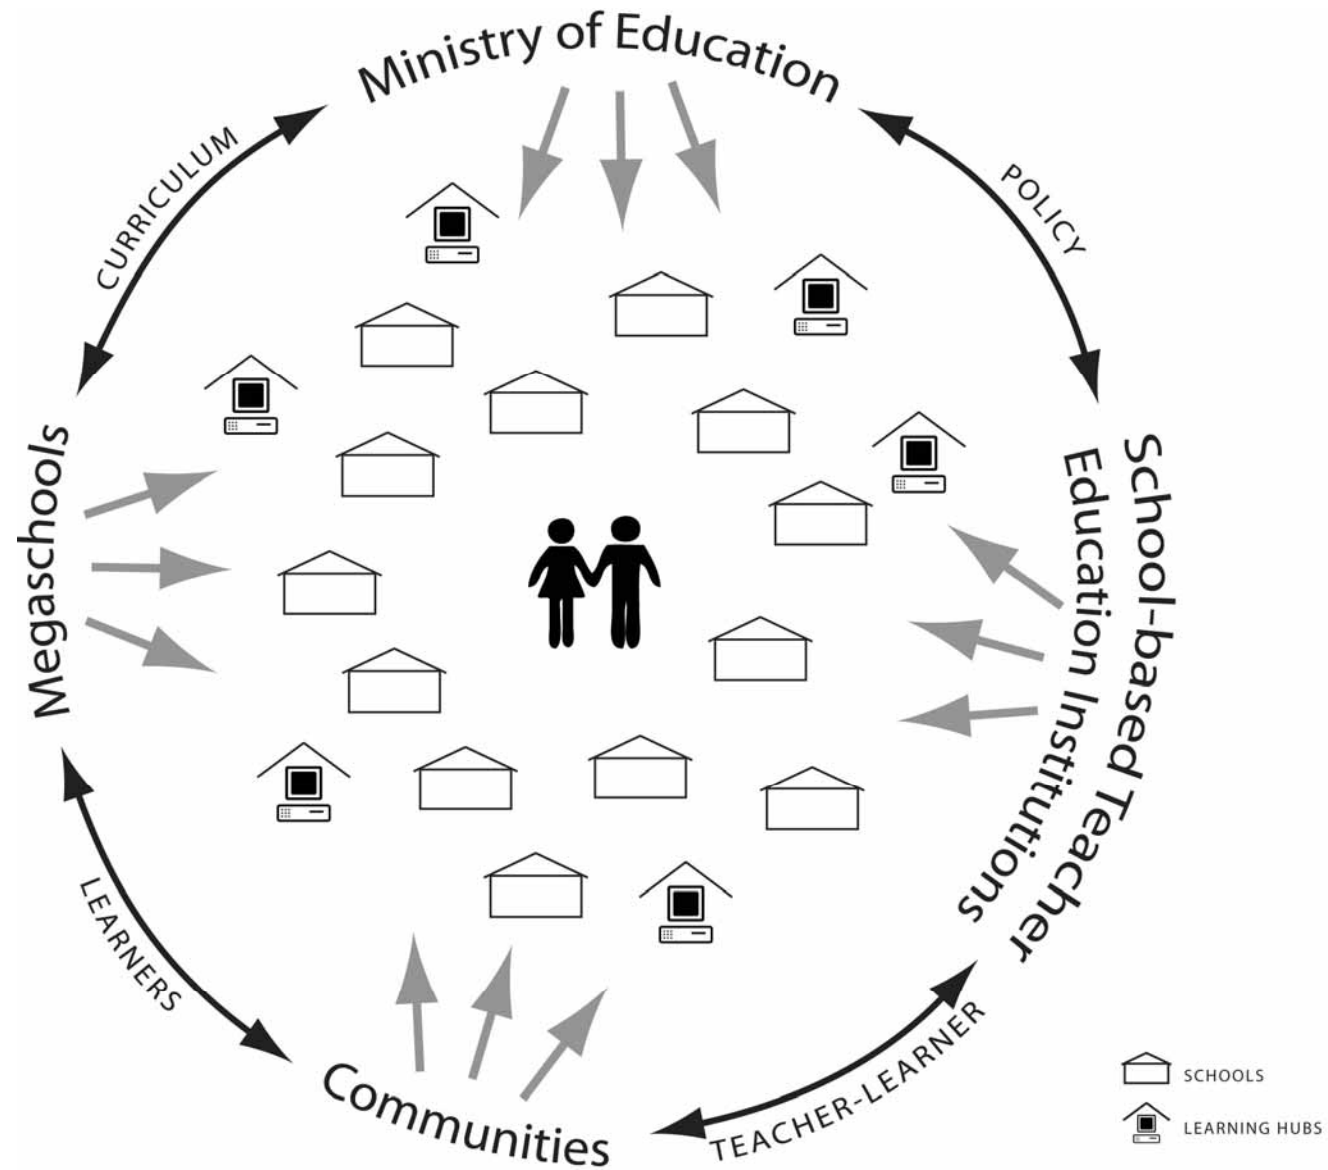 Ministry of Education
CURRICULUM
POLICY
Megaschools
School-based Teacher
Education Institutions
LEARNERS
TEACHER-LEARNER
Communities
SCHOOLS
LEARNING HUBS